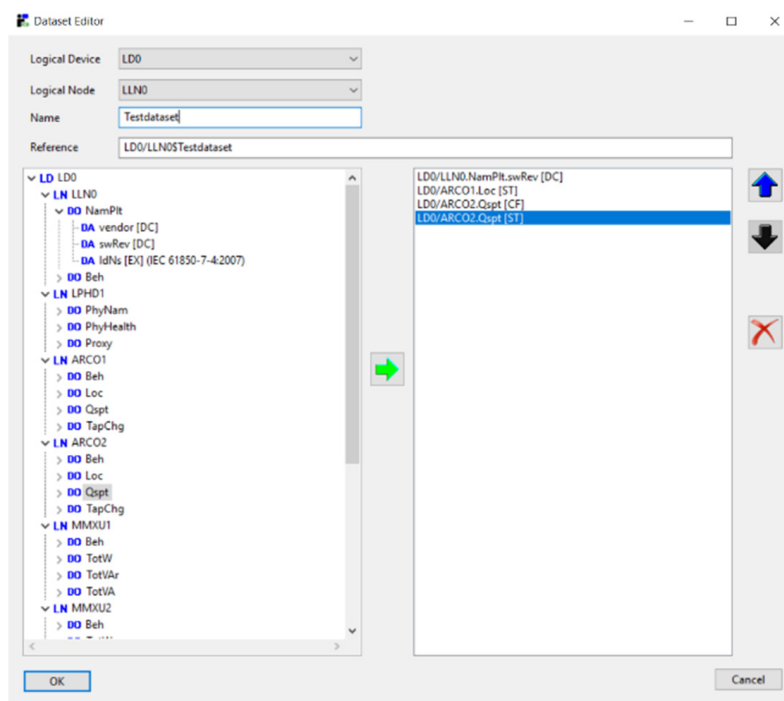 Dataset Editor
Logical Device LD0
Logical Node LLN0
Name Testdataset
Reference LD0/LLN0$Testdataset
LD LD0
LN LLN0
DO NamPlt
DA vendor [DC]
DA swRev [DC]
DA ldNs [EX] (IEC 61850-7-4:2007)
DO Beh
LN LPHD1
DO PhyNam
DO PhyHealth
DO Proxy
LN ARCO1
DO Beh
DO Loc
DO Qspt
DO TapChg
LN ARCO2
DO Beh
DO Loc
DO Qspt
DO TapChg
LN MMXU1
DO Beh
DO TotW
DO TotVAr
DO TotVA
LN MMXU2
DO Beh
LD0/LLN0.NamPlt.swRev [DC]
LD0/ARCO1.Loc [ST]
LD0/ARCO2.Qspt [CF]
LD0/ARCO2.Qspt [ST]
OK
Cancel